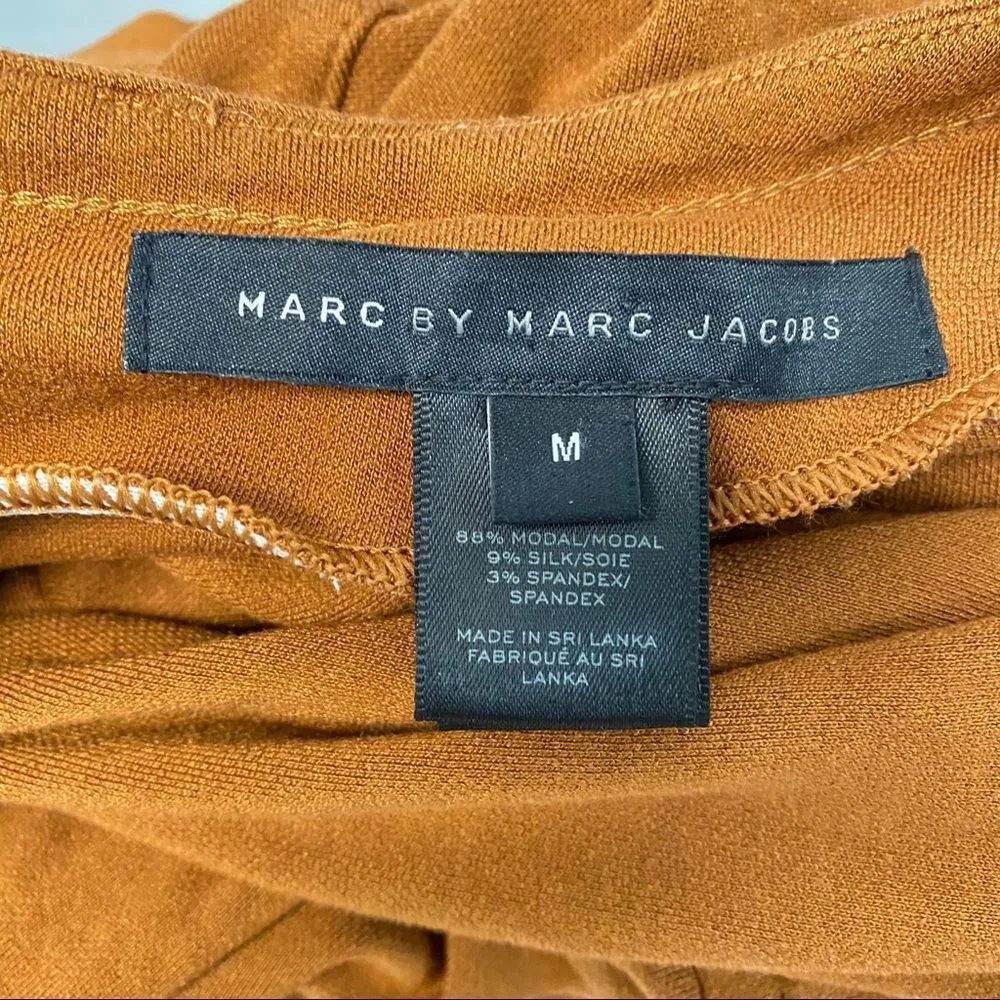 MARC BY MARC JACOBS
M
88% MODAL/MODAL
9% SILK/SOIE
3% SPANDEX/
SPANDEX
MADE IN SRI LANKA
FABRIQUÉ AU SRI
LANKA